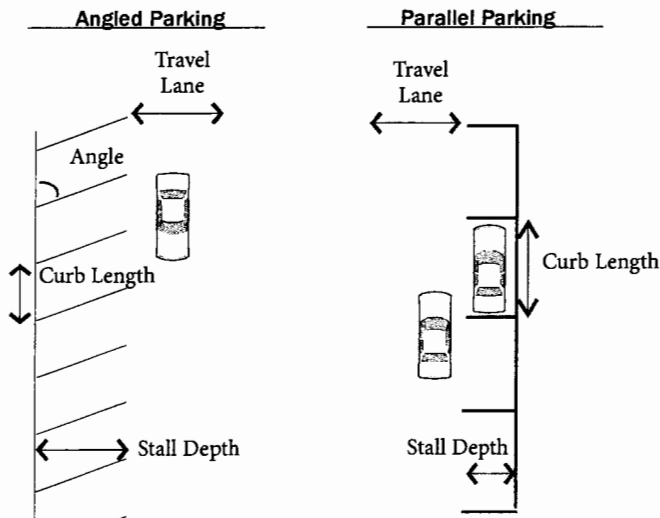 Angled Parking
Travel
Lane
Angle
Curb Length
Stall Depth
Parallel Parking
Travel
Lane
Curb Length
Stall Depth